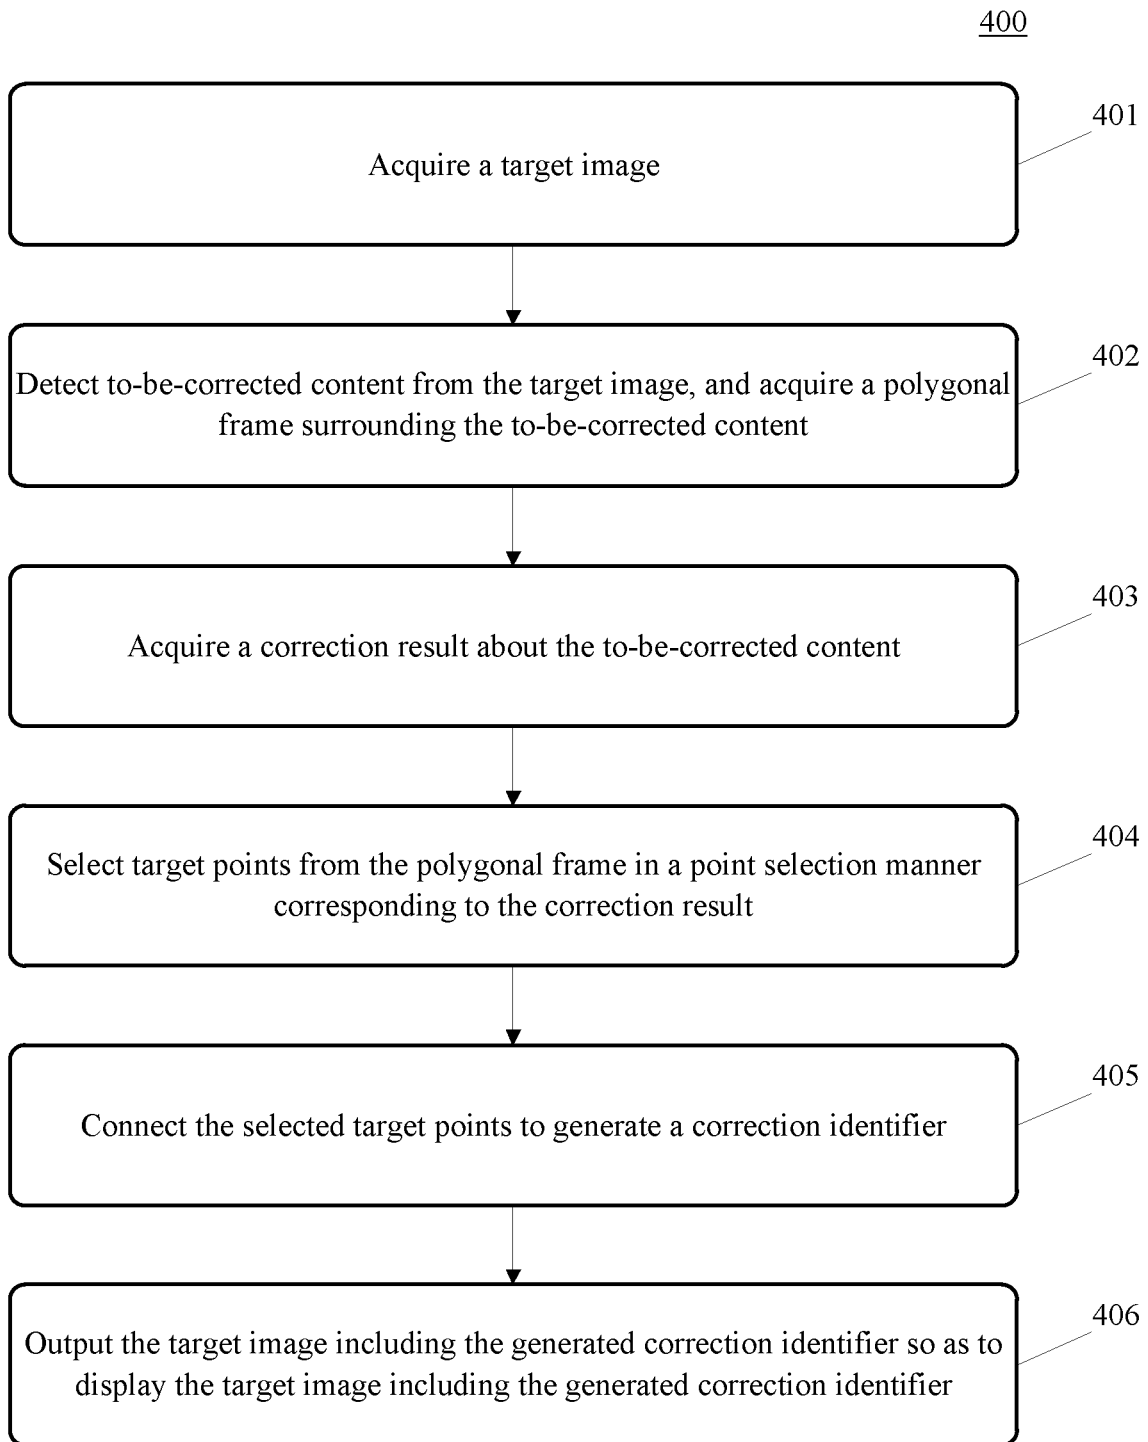 400
401
Acquire a target image
402
Detect to-be-corrected content from the target image, and acquire a polygonal
frame surrounding the to-be-corrected content
403
Acquire a correction result about the to-be-corrected content
404
Select target points from the polygonal frame in a point selection manner
corresponding to the correction result
405
Connect the selected target points to generate a correction identifier
406
Output the target image including the generated correction identifier so as to
display the target image including the generated correction identifier